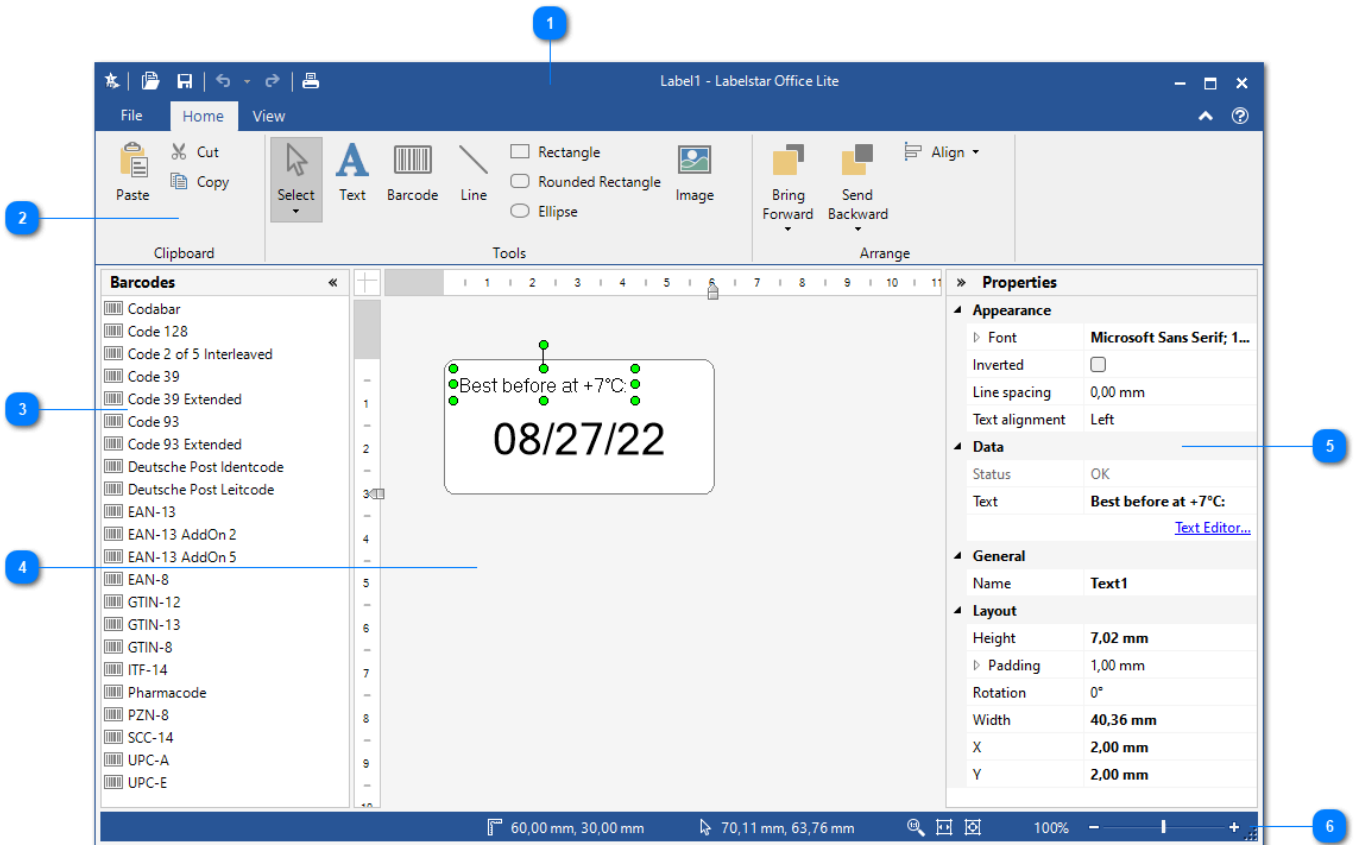 1
Label1 - Labelstar Office Lite
File Home View
Paste
Cut
Copy
Clipboard
Select
Text
Barcode
Line
Rectangle
Rounded Rectangle
Ellipse
Image
Tools
Bring
Forward
Send
Backward
Align
Arrange
2
Barcodes
Codabar
Code 128
Code 2 of 5 Interleaved
Code 39
Code 39 Extended
Code 93
Code 93 Extended
Deutsche Post Identcode
Deutsche Post Leitcode
EAN-13
EAN-13 AddOn 2
EAN-13 AddOn 5
EAN-8
GTIN-12
GTIN-13
GTIN-8
ITF-14
Pharmacode
PZN-8
SCC-14
UPC-A
UPC-E
3
4
1 2 3 4 5 6 7 8 9 10 11
1
2
3
4
5
6
7
8
9
10
Best before at +7°C:
08/27/22
Properties
Appearance
Font Microsoft Sans Serif; 1...
Inverted
Line spacing 0,00 mm
Text alignment Left
Data
Status OK
Text Best before at +7°C:
Text Editor...
General
Name Text1
Layout
Height 7,02 mm
Padding 1,00 mm
Rotation 0°
Width 40,36 mm
X 2,00 mm
Y 2,00 mm
5
60,00 mm, 30,00 mm 70,11 mm, 63,76 mm 100%
6